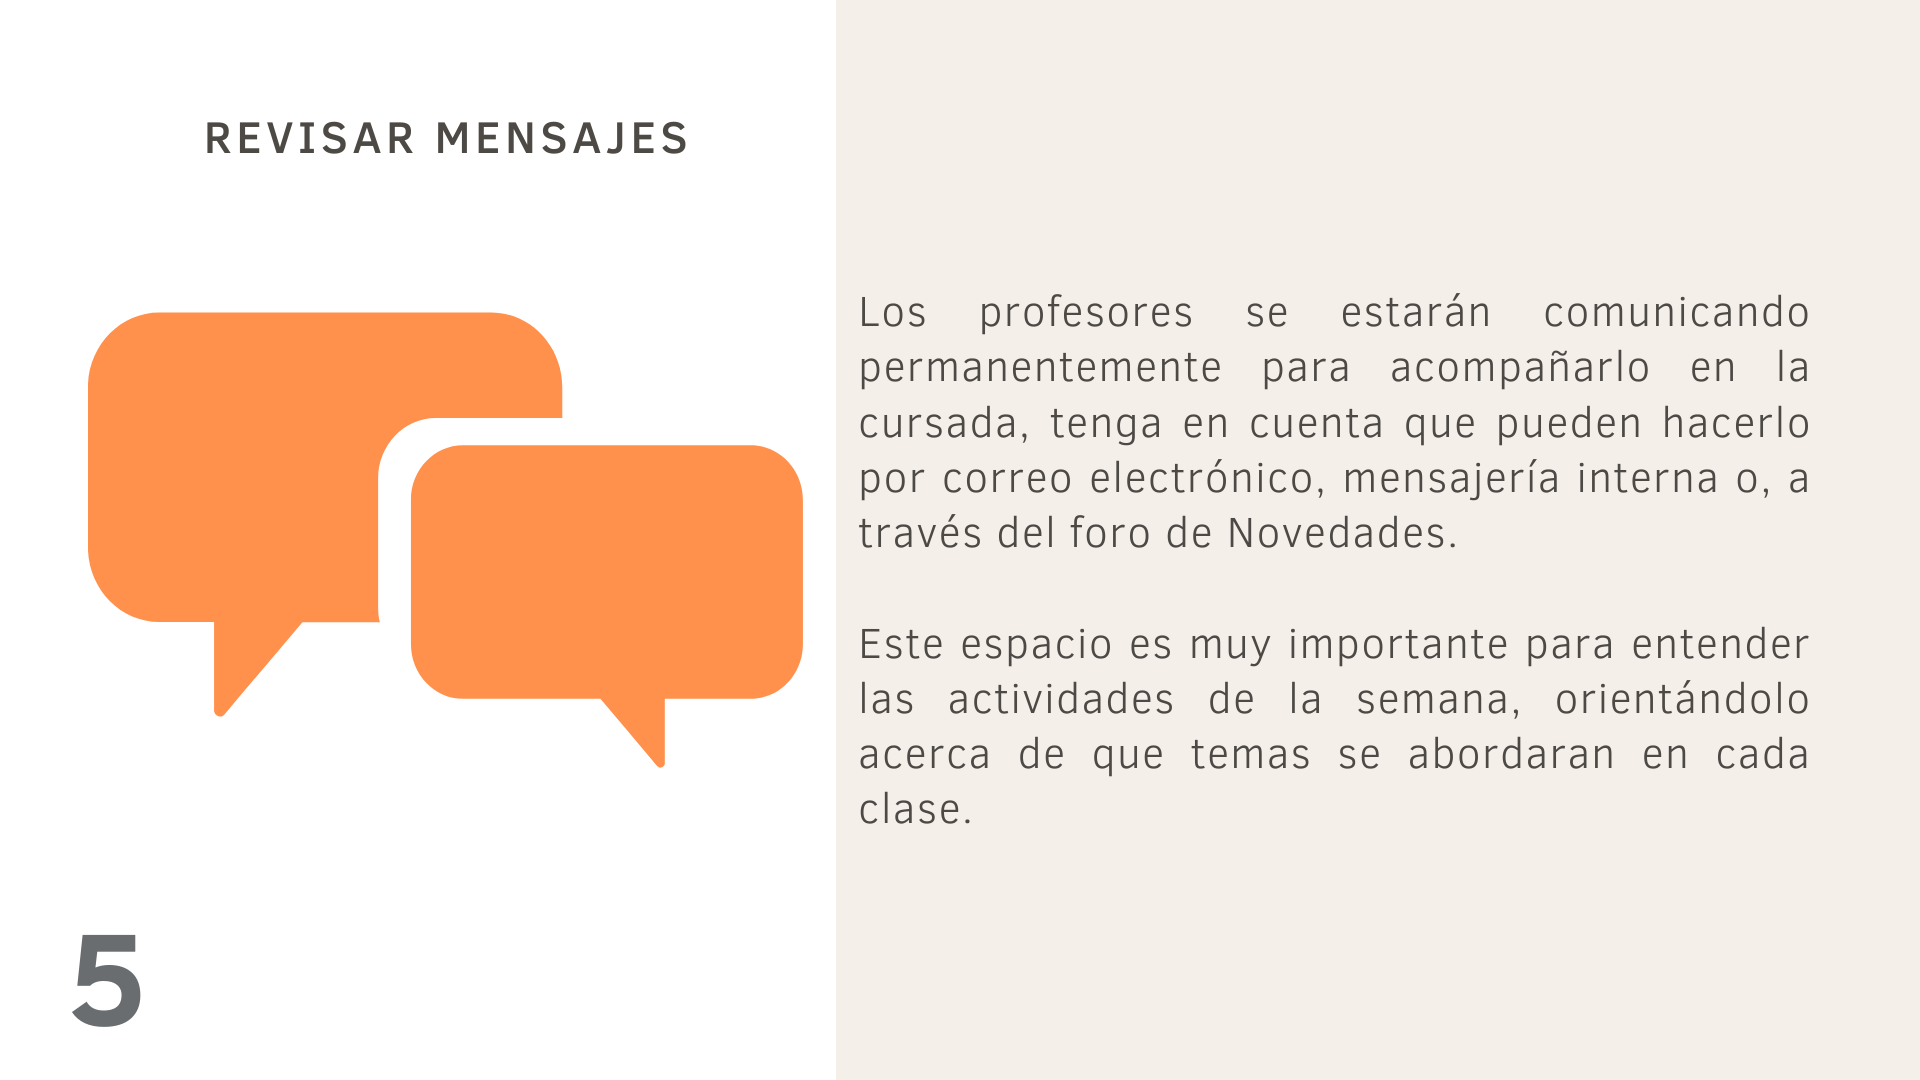 REVISAR MENSAJES
Los profesores se estarán comunicando
permanentemente para acompañarlo en la
cursada, tenga en cuenta que pueden hacerlo
por correo electrónico, mensajería interna o, a
través del foro de Novedades.
Este espacio es muy importante para entender
las actividades de la semana, orientándolo
acerca de que temas se abordaran en cada
clase.
5